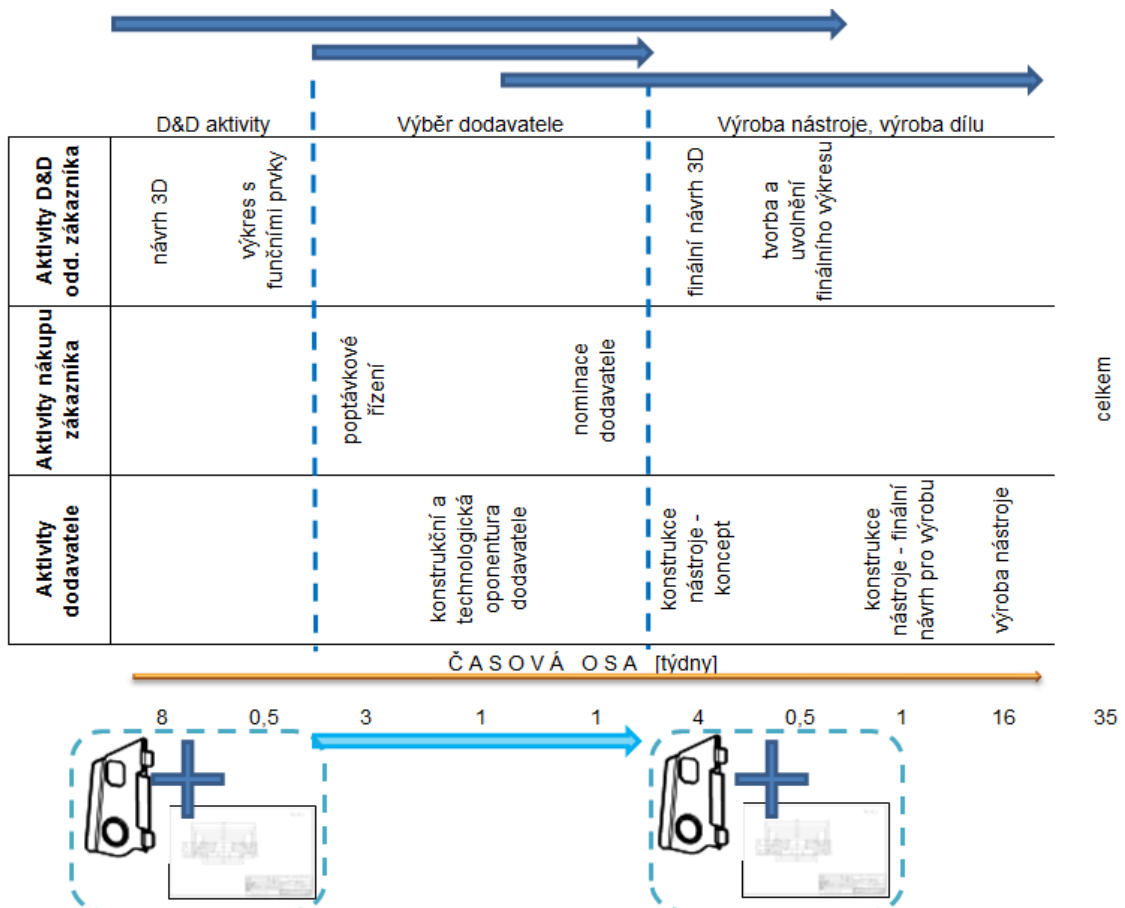 D&D aktivity
Výběr dodavatele
Výroba nástroje, výroba dílu
Aktivity D&D
odd. zákazníka
návrh 3D
výkres s
funčními prvky
finální návrh 3D
tvorba a
uvolnění
finálního výkresu
Aktivity nákupu
zákazníka
poptávkové
řízení
nominace
dodavatele
celkem
Aktivity
dodavatele
konstrukční a
technologická
oponentura
dodavatele
konstrukce
nástroje -
koncept
konstrukce
nástroje - finální
návrh pro výrobu
výroba nástroje
ČASOVÁ OSA [týdny]
8 0,5 3 1 1 4 0,5 1 16 35